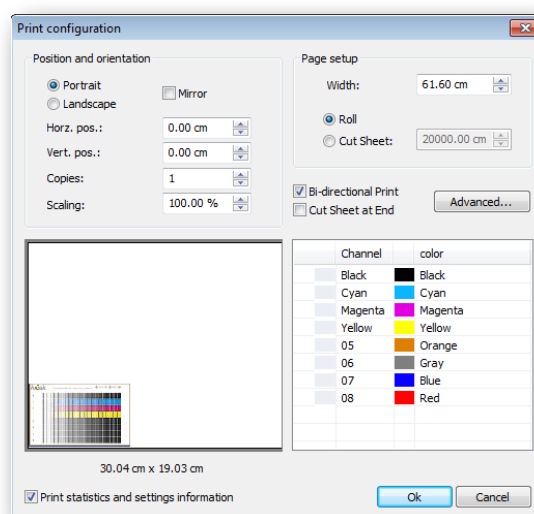 Print configuration
Position and orientation
Portrait
Landscape
Mirror
Horz. pos.: 0.00 cm
Vert. pos.: 0.00 cm
Copies: 1
Scaling: 100.00 %
Page setup
Width: 61.60 cm
Roll
Cut Sheet: 20000.00 cm
Bi-directional Print
Cut Sheet at End
Advanced...
Channel color
Black Black
Cyan Cyan
Magenta Magenta
Yellow Yellow
05 Orange
06 Gray
07 Blue
08 Red
30.04 cm x 19.03 cm
Print statistics and settings information
Ok Cancel